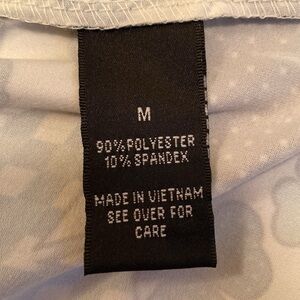 M
90%POLYESTER
10% SPANDEX
MADE IN VIETNAM
SEE OVER FOR
CARE